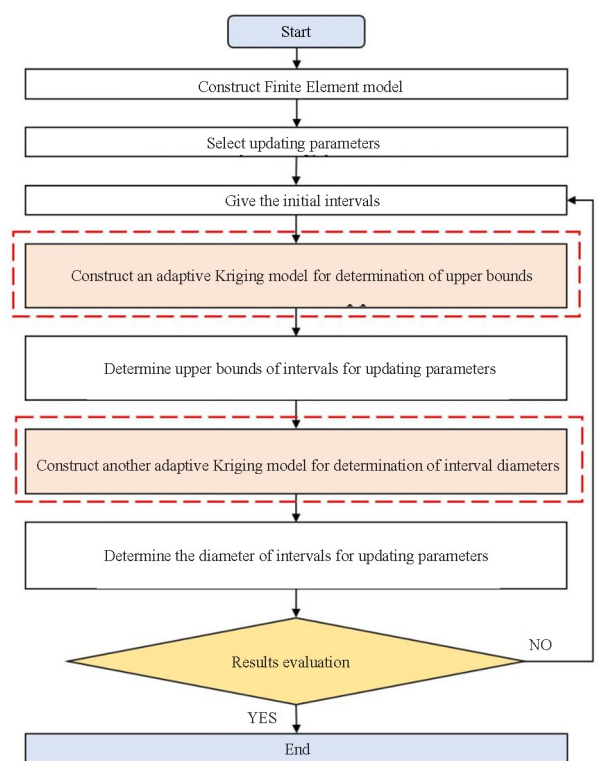 Start
Construct Finite Element model
Select updating parameters
Give the initial intervals
Construct an adaptive Kriging model for determination of upper bounds
Determine upper bounds of intervals for updating parameters
Construct another adaptive Kriging model for determination of interval diameters
Determine the diameter of intervals for updating parameters
Results evaluation
NO
YES
End